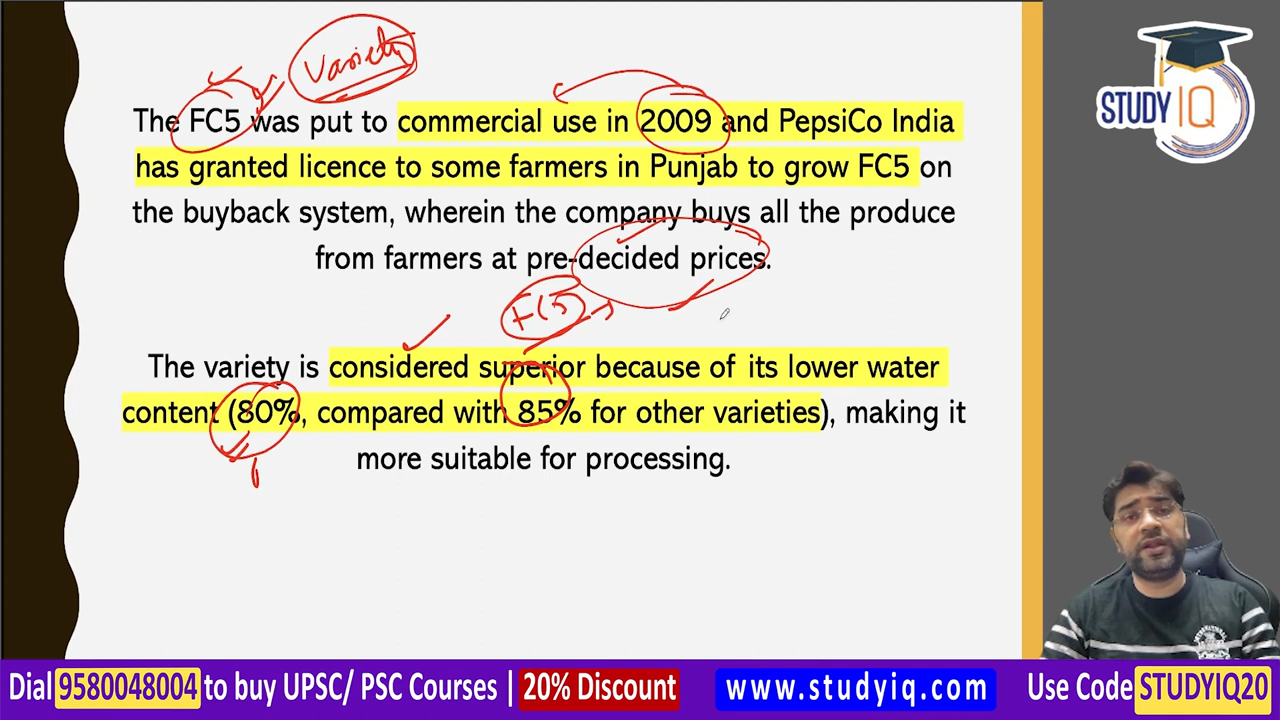 Variety
The FC5 was put to commercial use in 2009 and PepsiCo India
has granted licence to some farmers in Punjab to grow FC5 on
the buyback system, wherein the company buys all the produce
from farmers at pre-decided prices.
FC5
The variety is considered superior because of its lower water
content (80%, compared with 85% for other varieties), making it
more suitable for processing.
STUDY IQ
Dial 9580048004 to buy UPSC/ PSC Courses | 20% Discount www.studyiq.com Use Code STUDYIQ20